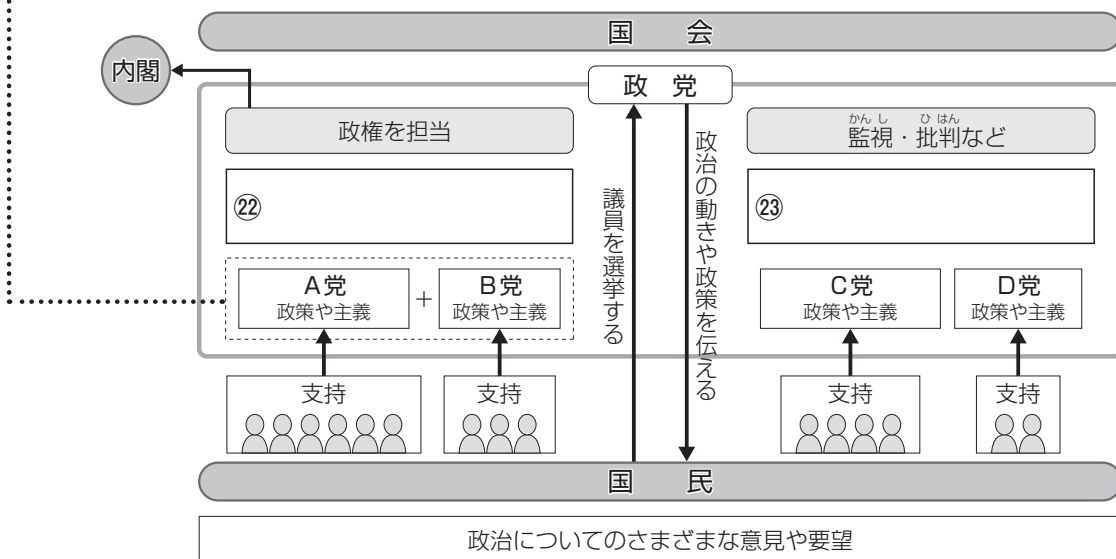 国　会
内閣
政　党
政権を担当
かん し　ひ はん
監視・批判など
㉒
㉓
議員を選挙する
政治の動きや政策を伝える
A党
政策や主義
+
B党
政策や主義
C党
政策や主義
D党
政策や主義
支持
支持
支持
支持
国　民
政治についてのさまざまな意見や要望